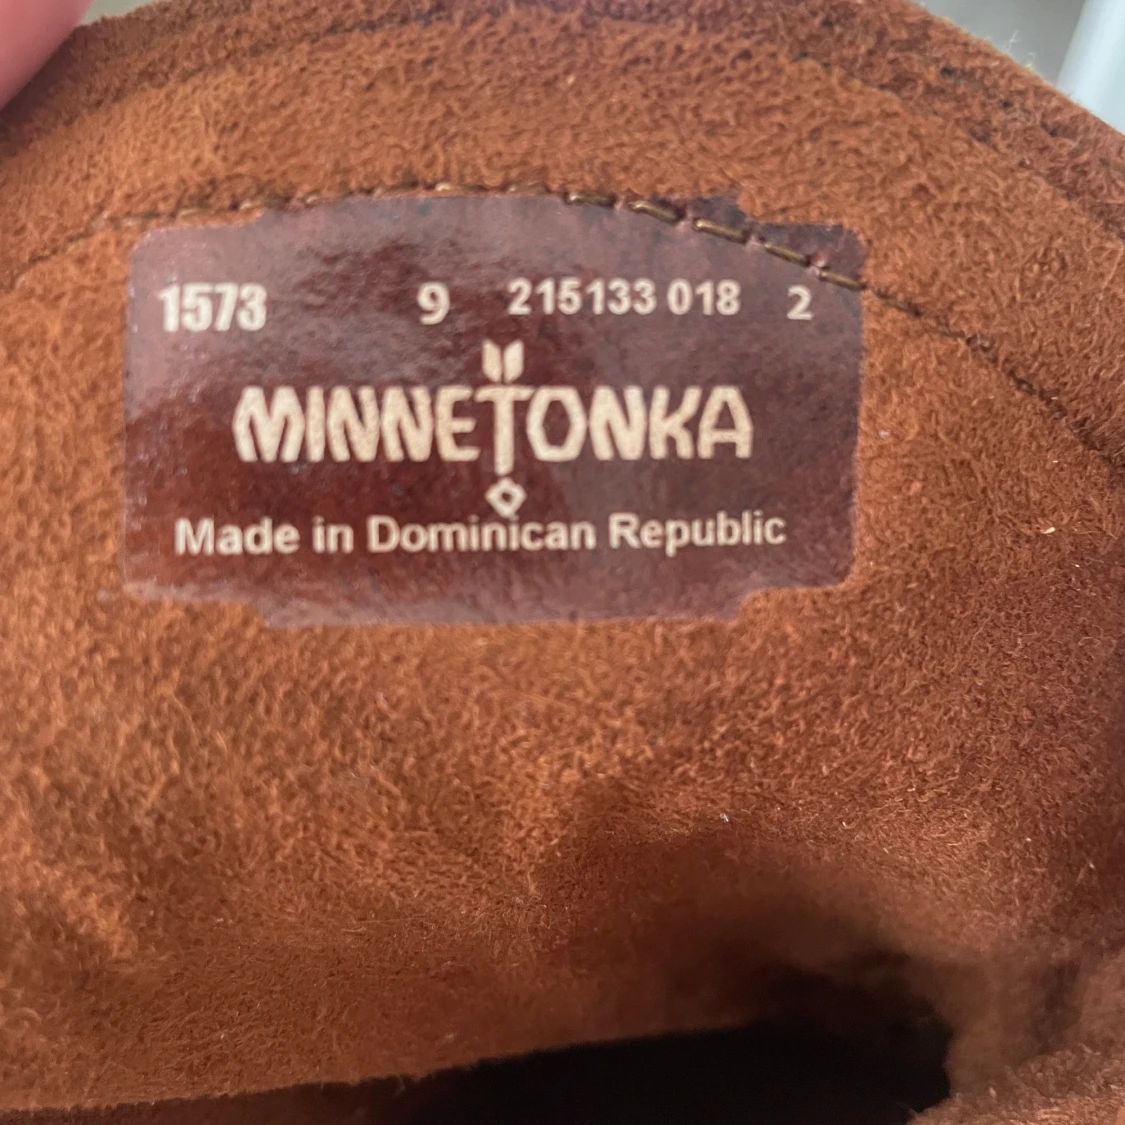 1573 9 215133 018 2
MINNETONKA
Made in Dominican Republic